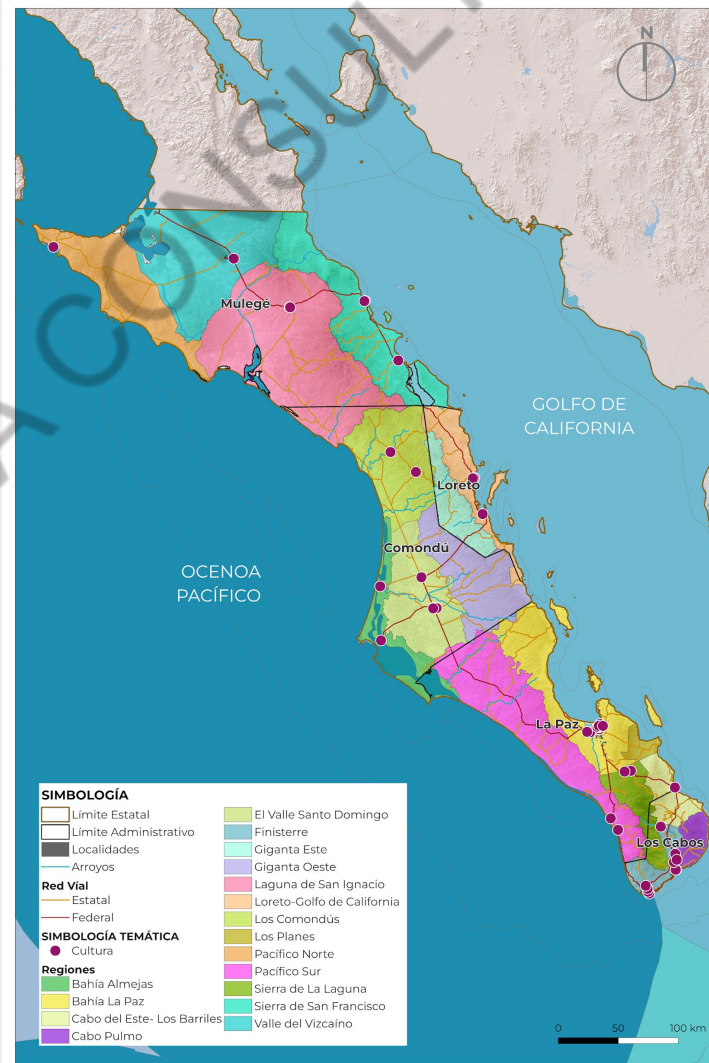 A CONSUL
N
Mulegé
GOLFO DE
CALIFORNIA
Loreto
Comondú
OCENOA
PACÍFICO
La Paz
Los Cabos
SIMBOLOGÍA
Límite Estatal
Límite Administrativo
Localidades
Arroyos
Red Víal
Estatal
Federal
SIMBOLOGÍA TEMÁTICA
Cultura
Regiones
Bahía Almejas
Bahía La Paz
Cabo del Este- Los Barriles
Cabo Pulmo
El Valle Santo Domingo
Finisterre
Giganta Este
Giganta Oeste
Laguna de San Ignacio
Loreto-Golfo de California
Los Comondús
Los Planes
Pacífico Norte
Pacífico Sur
Sierra de La Laguna
Sierra de San Francisco
Valle del Vizcaíno
0 50 100 km